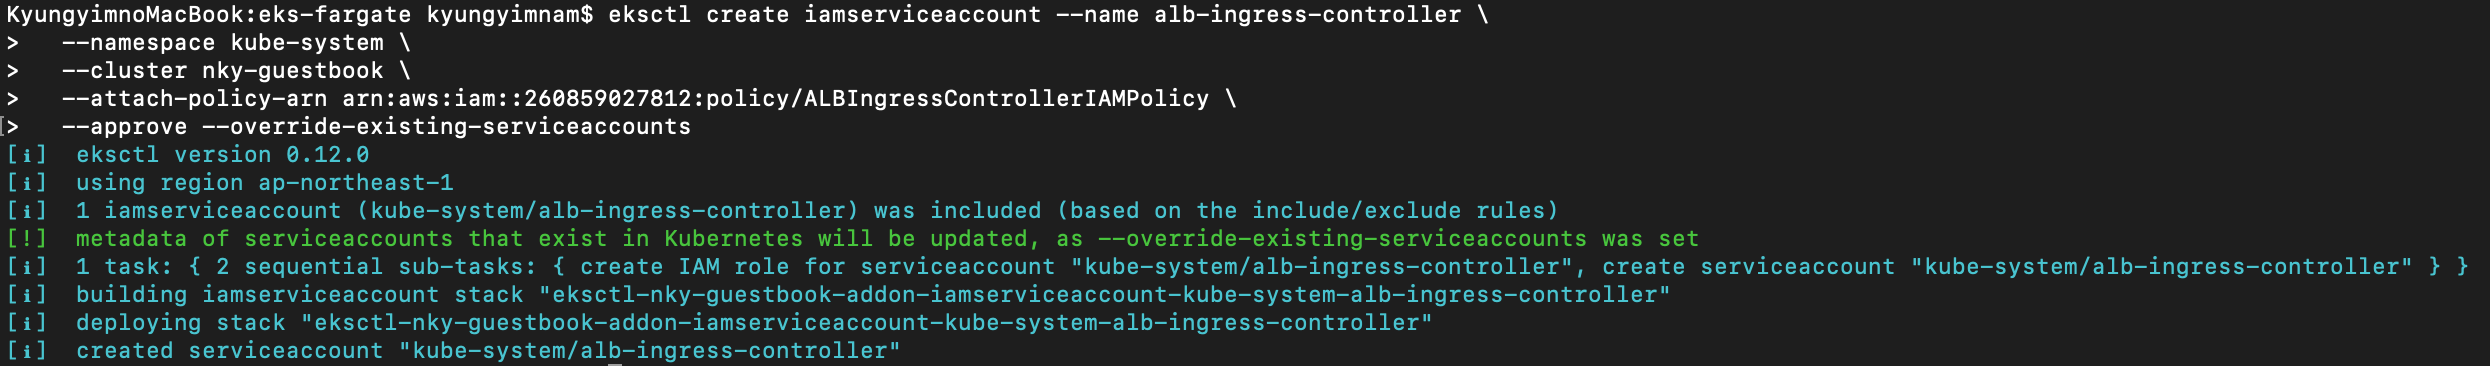 KyungyimnoMacBook:eks-fargate kyungyimnam$ eksctl create iamserviceaccount --name alb-ingress-controller \
>   --namespace kube-system \
>   --cluster nky-guestbook \
>   --attach-policy-arn arn:aws:iam::260859027812:policy/ALBIngressControllerIAMPolicy \
[>   --approve --override-existing-serviceaccounts
[ℹ]  eksctl version 0.12.0
[ℹ]  using region ap-northeast-1
[ℹ]  1 iamserviceaccount (kube-system/alb-ingress-controller) was included (based on the include/exclude rules)
[!]  metadata of serviceaccounts that exist in Kubernetes will be updated, as --override-existing-serviceaccounts was set
[ℹ]  1 task: { 2 sequential sub-tasks: { create IAM role for serviceaccount "kube-system/alb-ingress-controller", create serviceaccount "kube-system/alb-ingress-controller" } }
[ℹ]  building iamserviceaccount stack "eksctl-nky-guestbook-addon-iamserviceaccount-kube-system-alb-ingress-controller"
[ℹ]  deploying stack "eksctl-nky-guestbook-addon-iamserviceaccount-kube-system-alb-ingress-controller"
[ℹ]  created serviceaccount "kube-system/alb-ingress-controller"